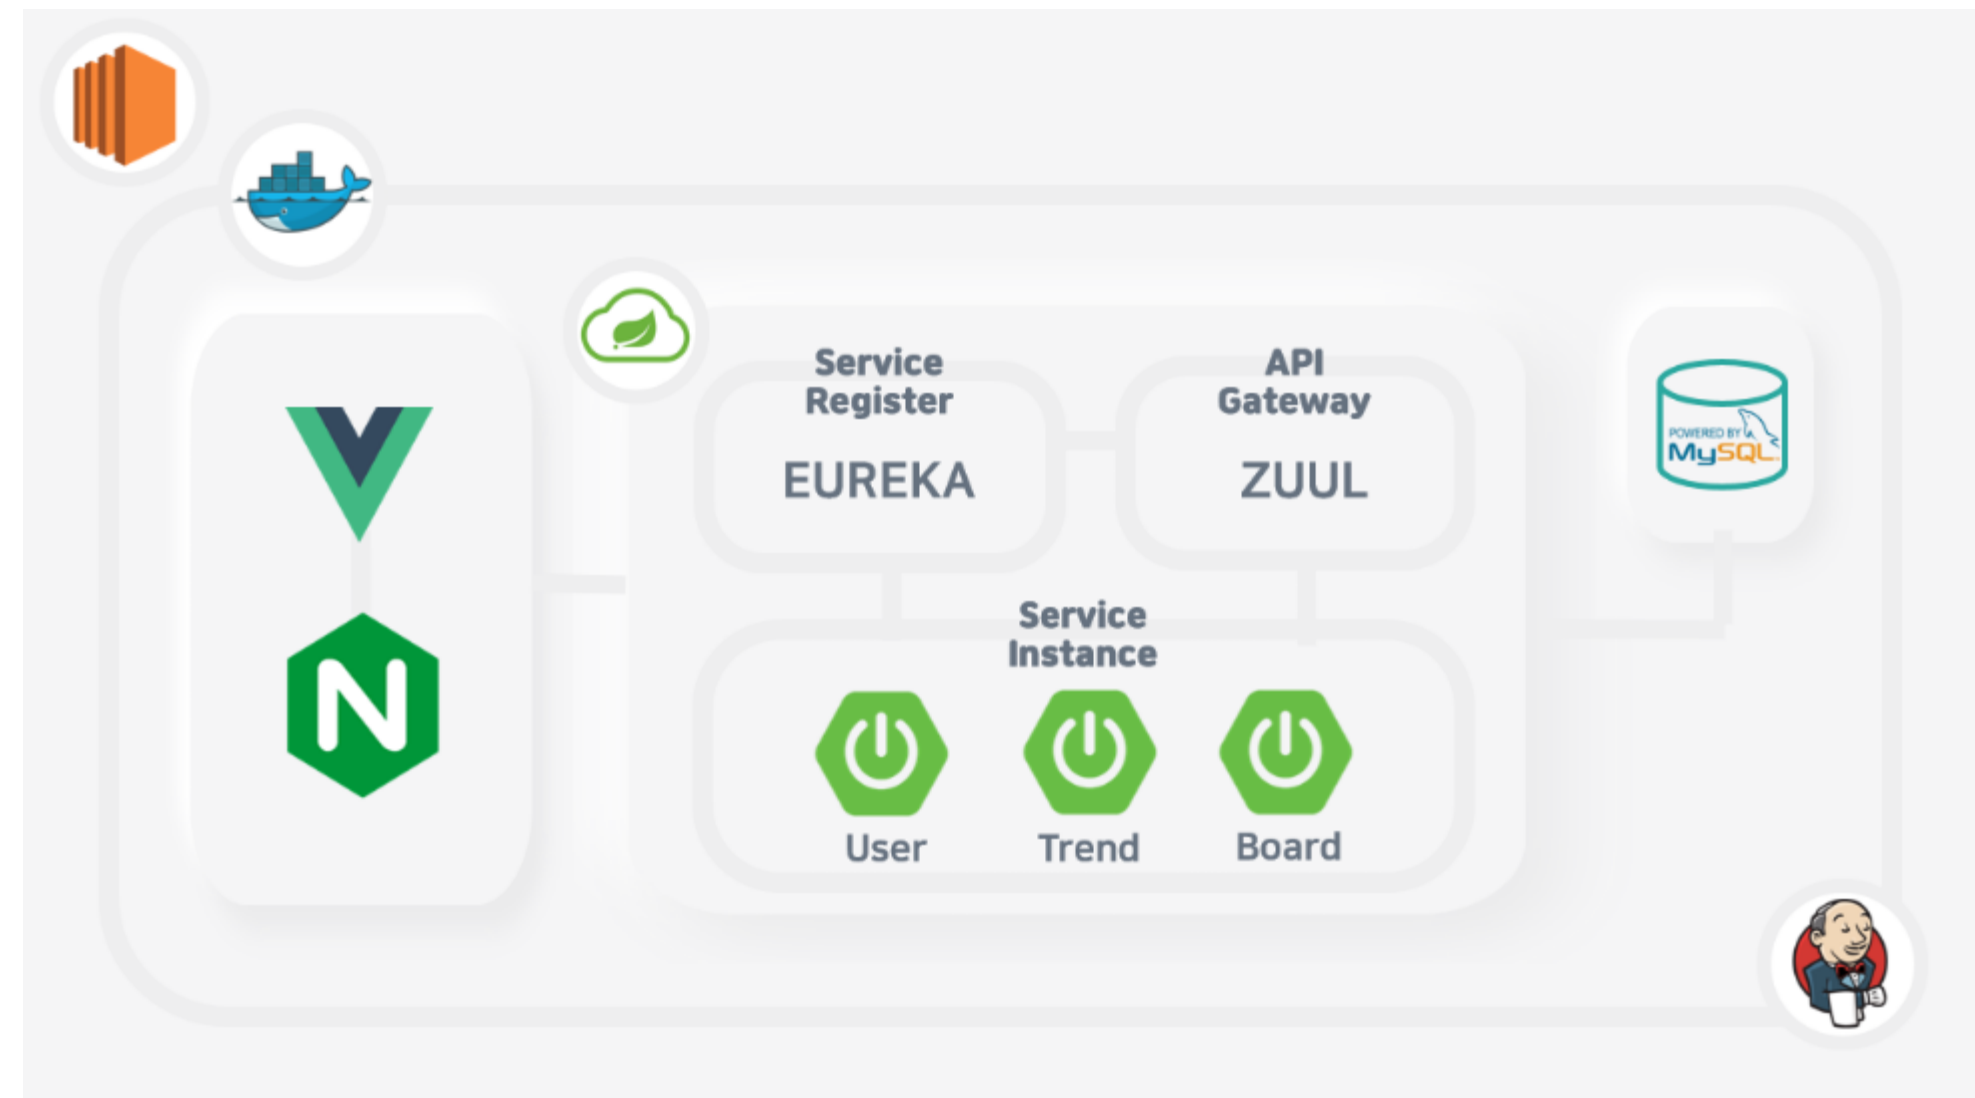 Service
Register
EUREKA
API
Gateway
ZUUL
POWERED BY
MySQL
Service
Instance
User
Trend
Board